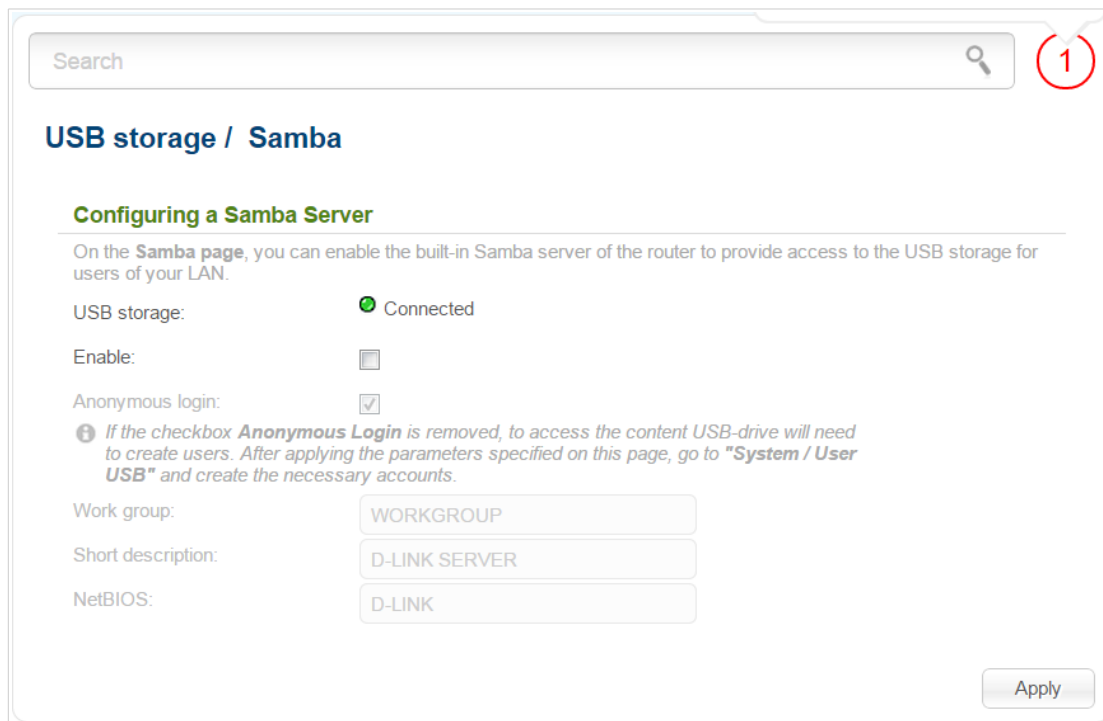 Search
1
USB storage / Samba
Configuring a Samba Server
On the Samba page, you can enable the built-in Samba server of the router to provide access to the USB storage for
users of your LAN.
USB storage: Connected
Enable:
Anonymous login:
If the checkbox Anonymous Login is removed, to access the content USB-drive will need
to create users. After applying the parameters specified on this page, go to "System / User
USB" and create the necessary accounts.
Work group: WORKGROUP
Short description: D-LINK SERVER
NetBIOS: D-LINK
Apply